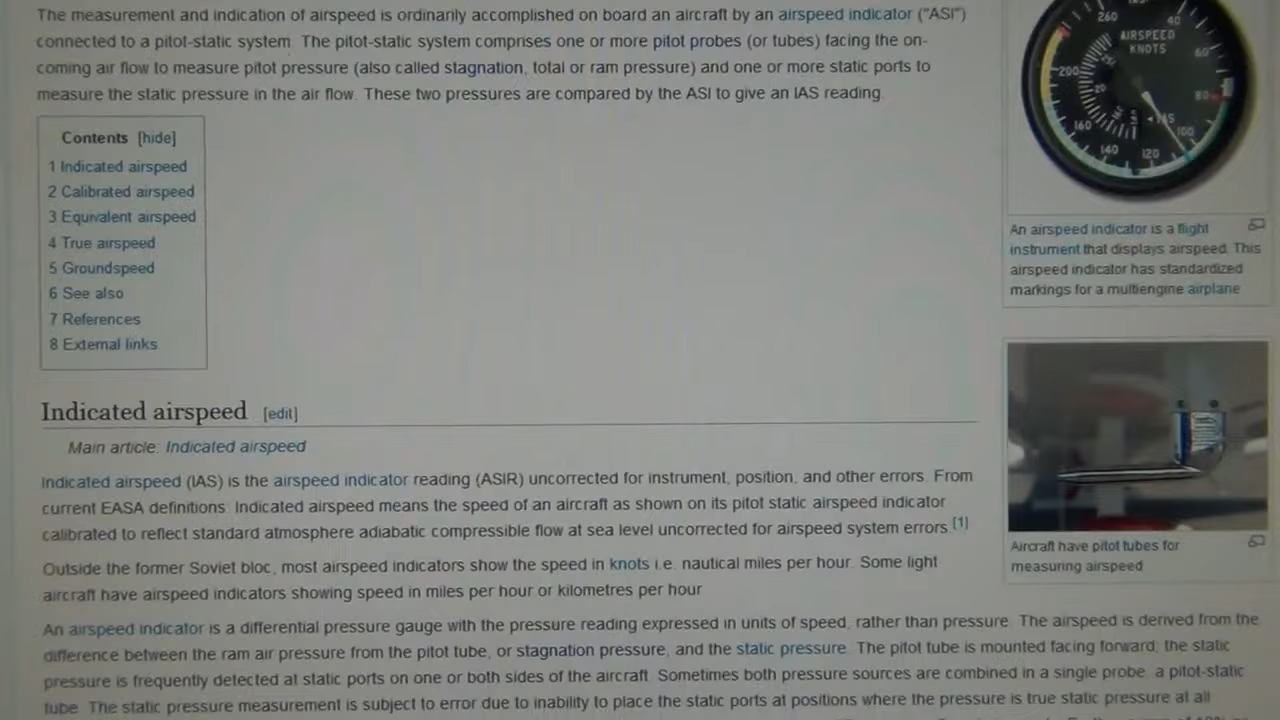 The measurement and indication of airspeed is ordinarily accomplished on board an aircraft by an airspeed indicator ("ASI")
connected to a pitot-static system. The pitot-static system comprises one or more pitot probes (or tubes) facing the on-
coming air flow to measure pitot pressure (also called stagnation, total or ram pressure) and one or more static ports to
measure the static pressure in the air flow. These two pressures are compared by the ASI to give an IAS reading.
Contents [hide]
1 Indicated airspeed
2 Calibrated airspeed
3 Equivalent airspeed
4 True airspeed
5 Groundspeed
6 See also
7 References
8 External links
260
40
AIRSPEED
KNOTS
60
200
80
160
TAS
100
140
120
An airspeed indicator is a flight
instrument that displays airspeed. This
airspeed indicator has standardized
markings for a multiengine airplane
Indicated airspeed [edit]
Main article: Indicated airspeed
Indicated airspeed (IAS) is the airspeed indicator reading (ASIR) uncorrected for instrument, position, and other errors. From
current EASA definitions: Indicated airspeed means the speed of an aircraft as shown on its pitot static airspeed indicator
calibrated to reflect standard atmosphere adiabatic compressible flow at sea level uncorrected for airspeed system errors.[1]
Outside the former Soviet bloc, most airspeed indicators show the speed in knots i.e. nautical miles per hour. Some light
aircraft have airspeed indicators showing speed in miles per hour or kilometres per hour
Aircraft have pitot tubes for
measuring airspeed
An airspeed indicator is a differential pressure gauge with the pressure reading expressed in units of speed, rather than pressure. The airspeed is derived from the
difference between the ram air pressure from the pitot tube, or stagnation pressure, and the static pressure. The pitot tube is mounted facing forward; the static
pressure is frequently detected at static ports on one or both sides of the aircraft. Sometimes both pressure sources are combined in a single probe, a pitot-static
tube. The static pressure measurement is subject to error due to inability to place the static ports at positions where the pressure is true static pressure at all